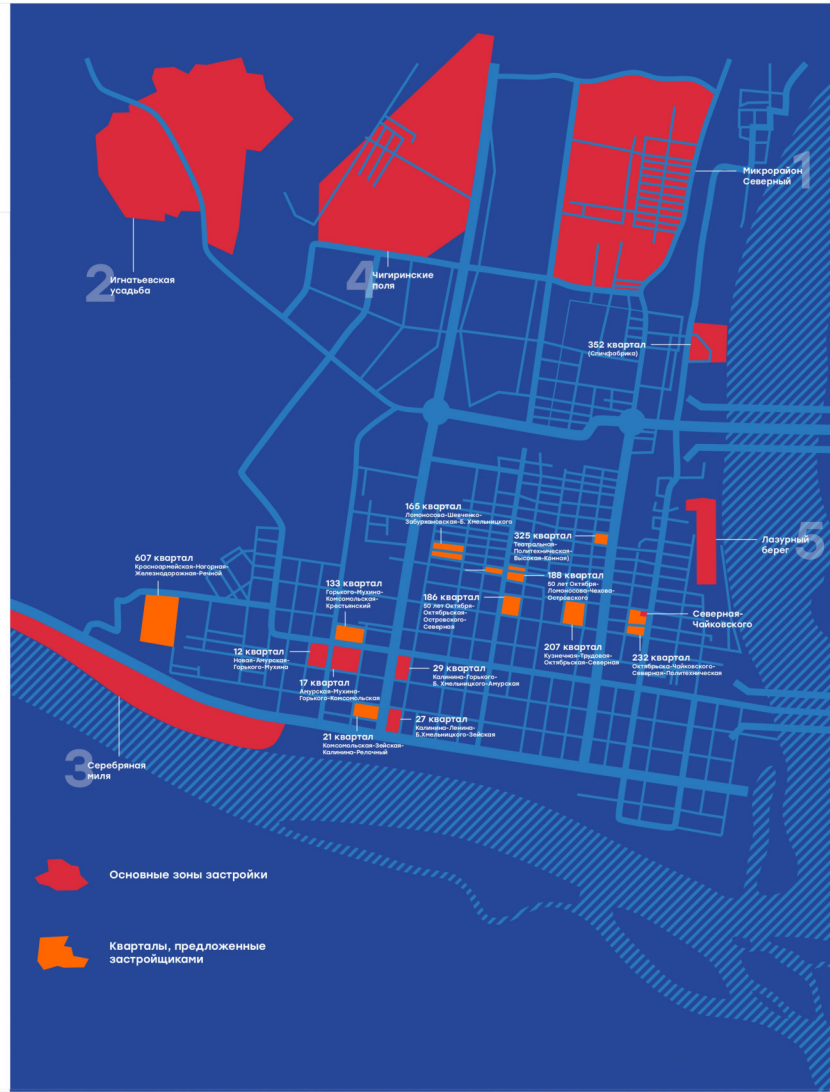 1
Микрорайон
Северный
2
Игнатьевская
усадьба
4
Чигиринские
поля
352 квартал
(Спичфабрика)
165 квартал
Ломоносова-Шевченко-
Забурхановская-Б. Хмельницкого
325 квартал
Театральная-
Политехническая-
Высокая-Конная)
5
Лазурный
берег
607 квартал
Красноармейская-Нагорная-
Железнодорожная-Речной
133 квартал
Горького-Мухина-
Комсомольская-
Крестьянский
186 квартал
50 лет Октября-
Октябрьская-
Островского-
Северная
188 квартал
50 лет Октября-
Ломоносова-Чехова-
Островского
Северная-
Чайковского
12 квартал
Новая-Амурская-
Горького-Мухина
17 квартал
Амурская-Мухина-
Горького-Комсомольская
29 квартал
Калинина-Горького-
Б. Хмельницкого-Амурская
207 квартал
Кузнечная-Трудовая-
Октябрьская-Северная
232 квартал
Октябрьска-Чайковского-
Северная-Политехническая
21 квартал
Комсомольская-Зейская-
Калинина-Релочный
27 квартал
Калинина-Ленина-
Б.Хмельницкого-Зейская
3
Серебряная
миля
Основные зоны застройки
Кварталы, предложенные
застройщиками